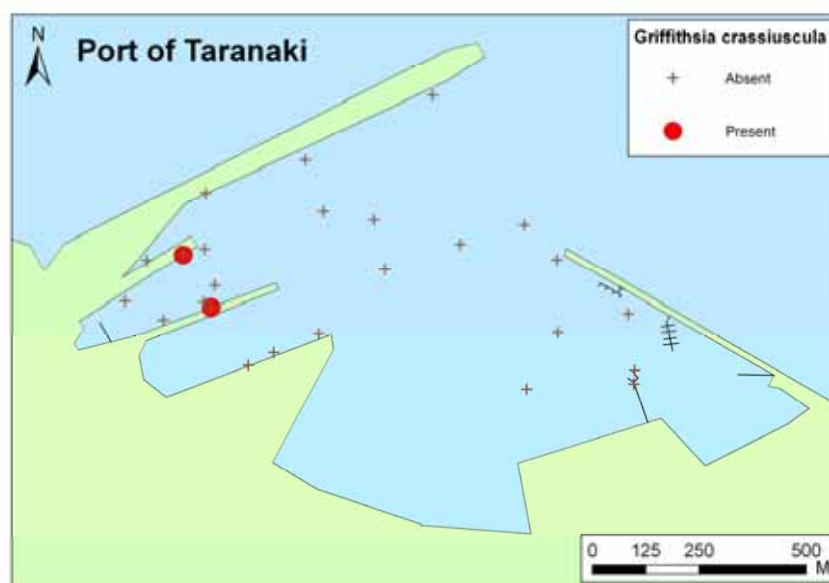 N
Port of Taranaki
Griffithsia crassiuscula
Absent
Present
0 125 250 500
M